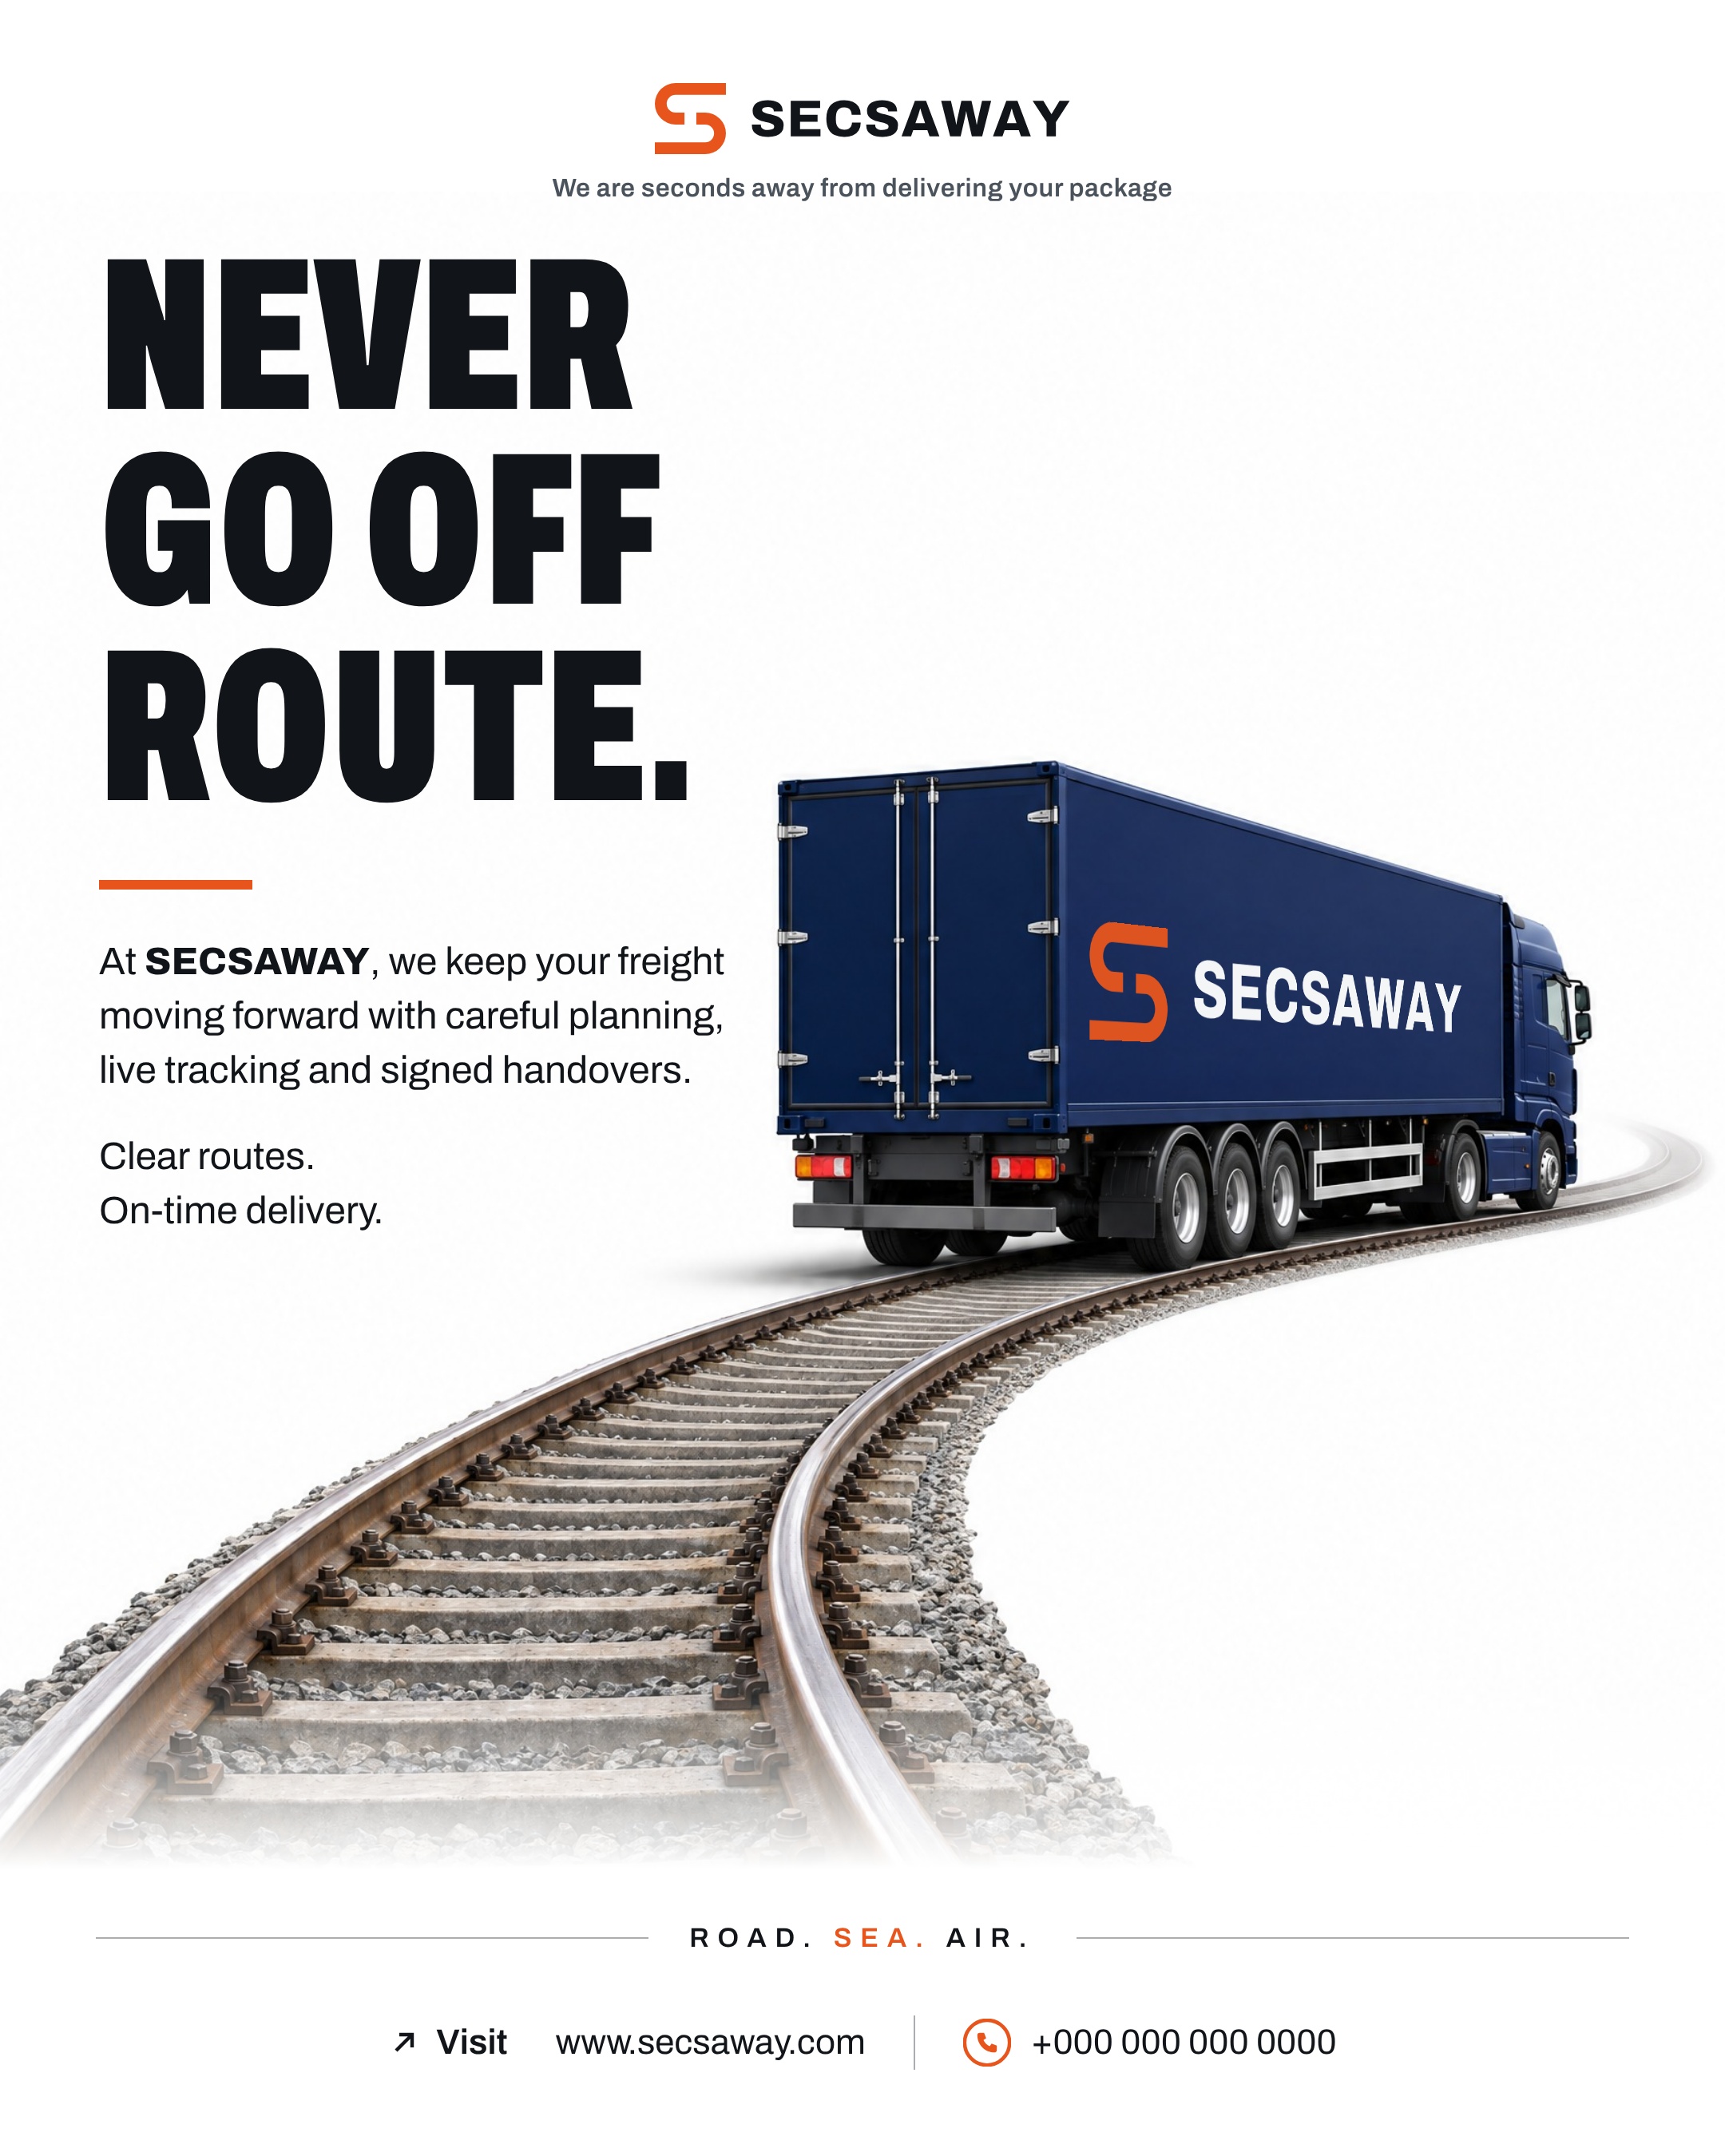 SECSAWAY
We are seconds away from delivering your package
NEVER
GO OFF
ROUTE.
At SECSAWAY, we keep your freight
moving forward with careful planning,
live tracking and signed handovers.
Clear routes.
On-time delivery.
SECSAWAY
ROAD. SEA. AIR.
Visit www.secsaway.com
+000 000 000 0000